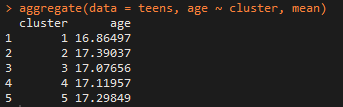 > aggregate(data = teens, age ~ cluster, mean)
cluster age
1 1 16.86497
2 2 17.39037
3 3 17.07656
4 4 17.11957
5 5 17.29849